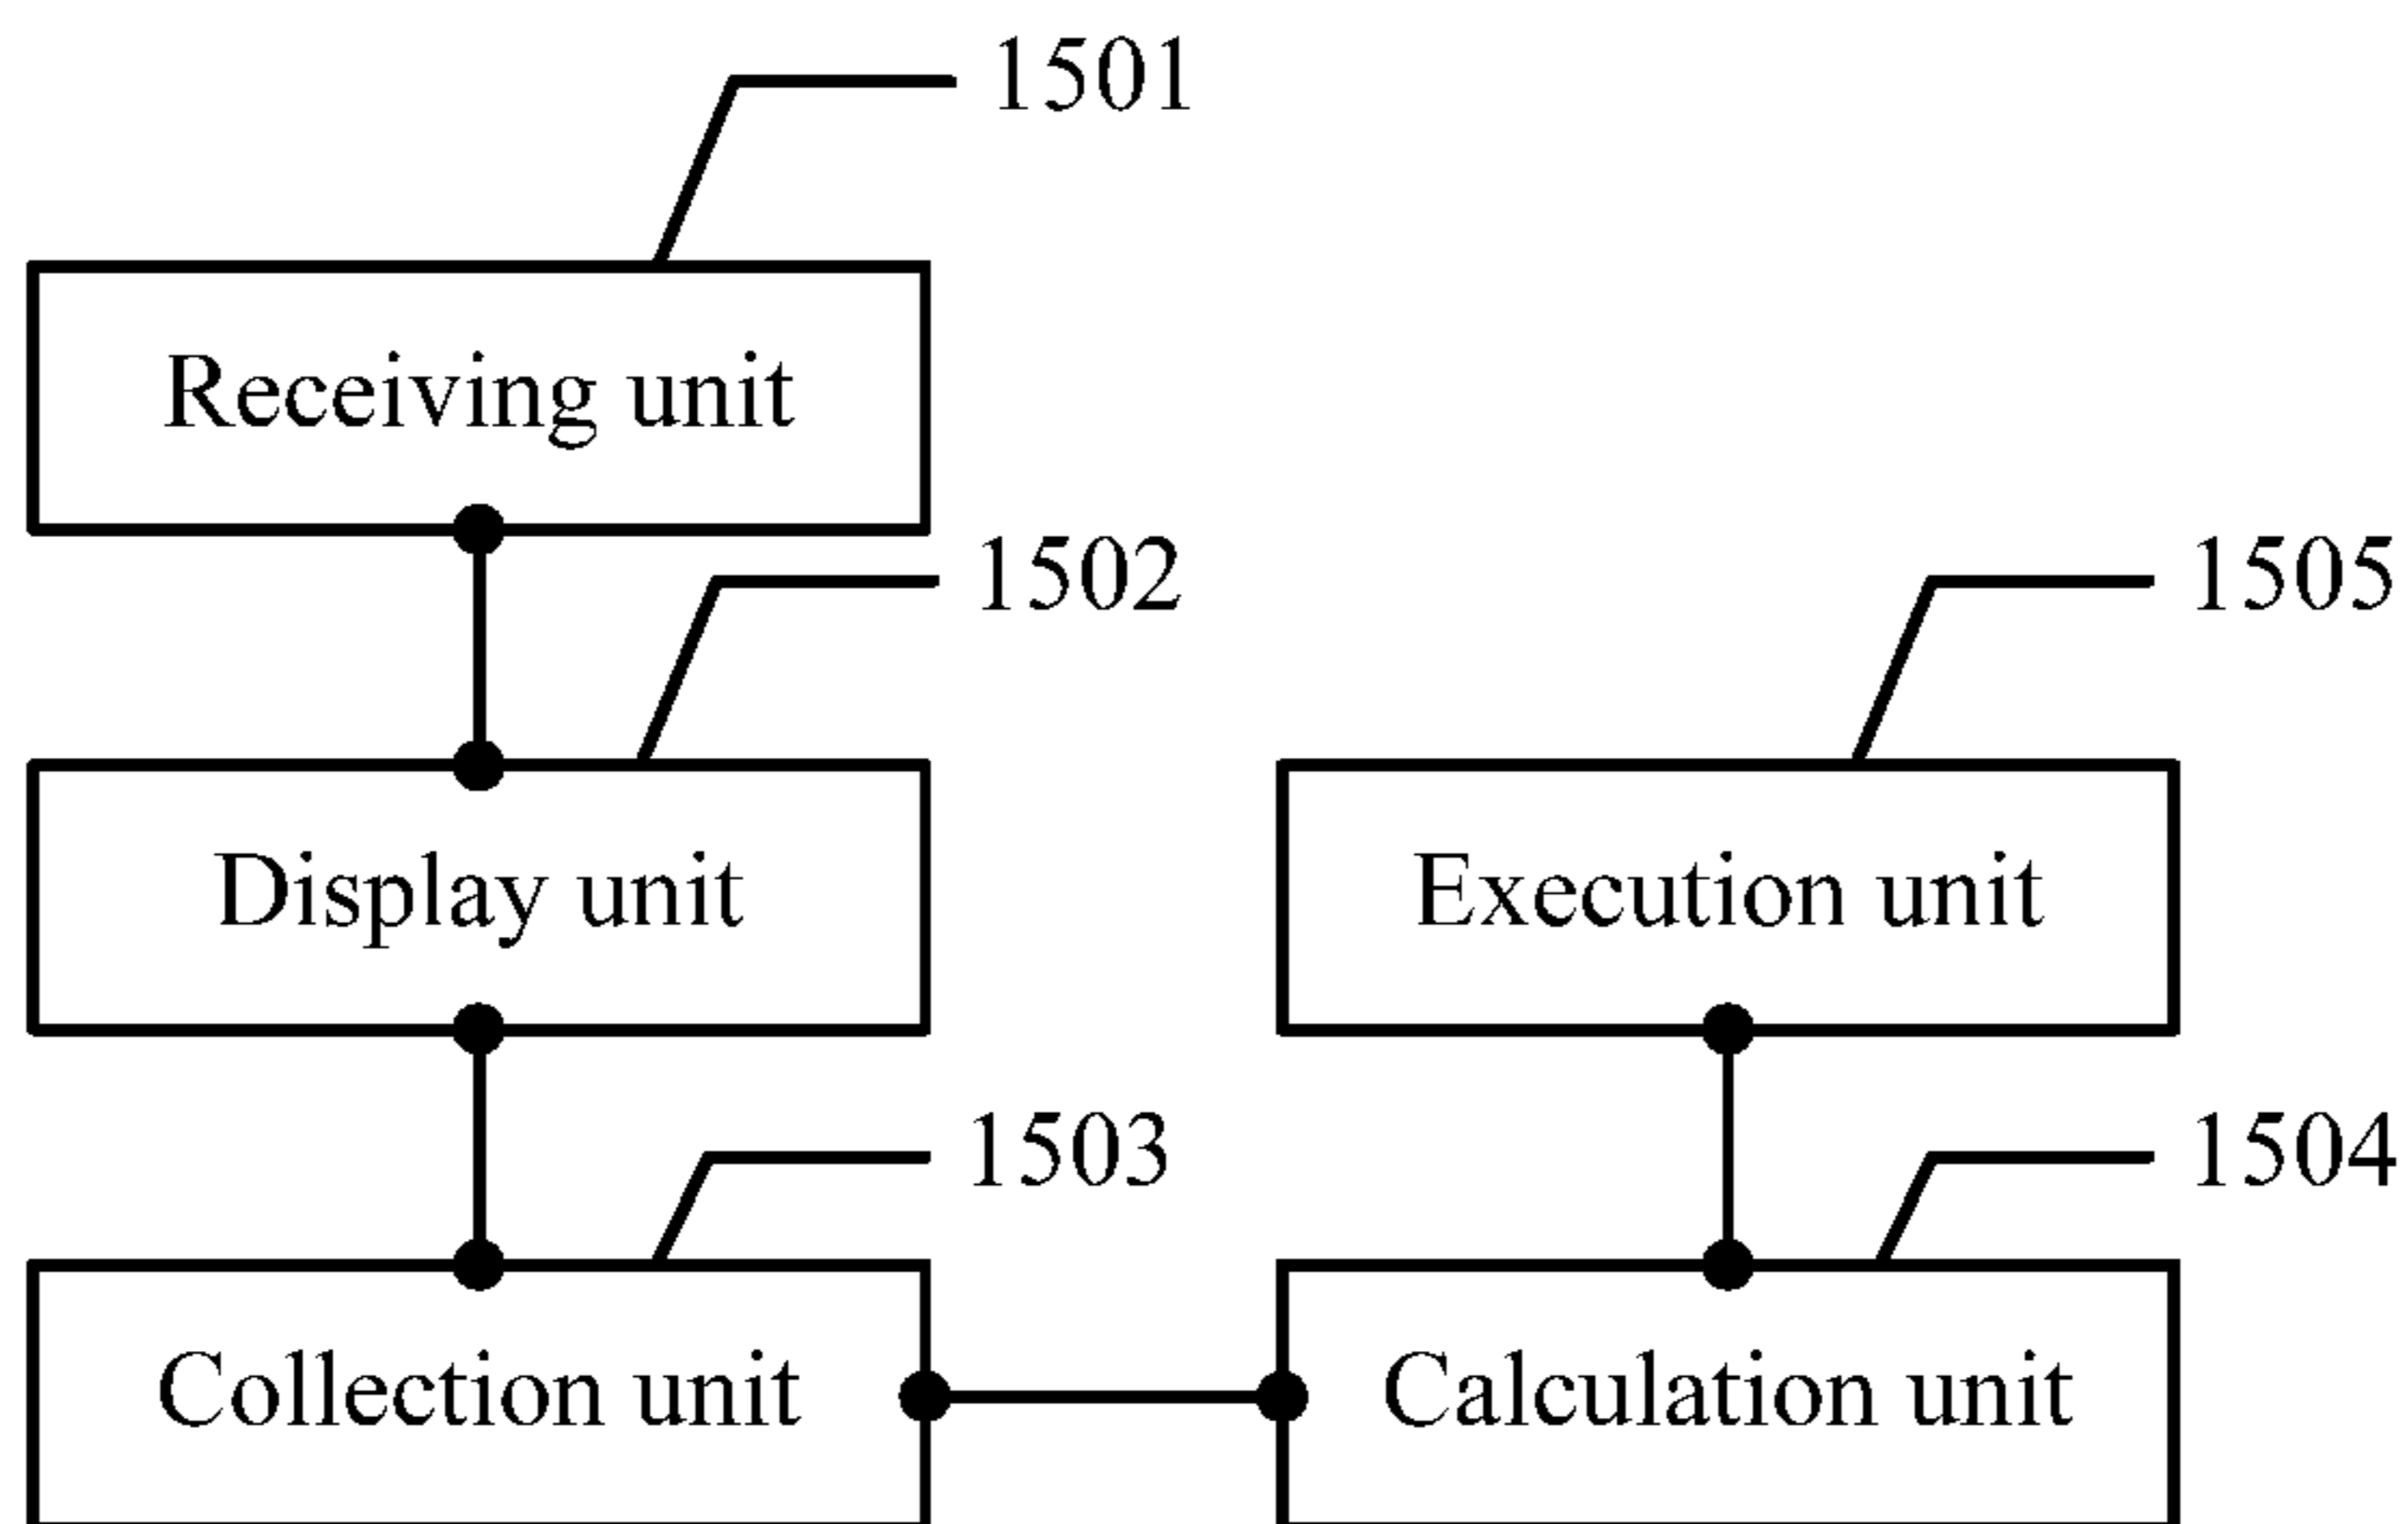 1501
Receiving unit
1502
1505
Display unit
Execution unit
1503
1504
Collection unit
Calculation unit